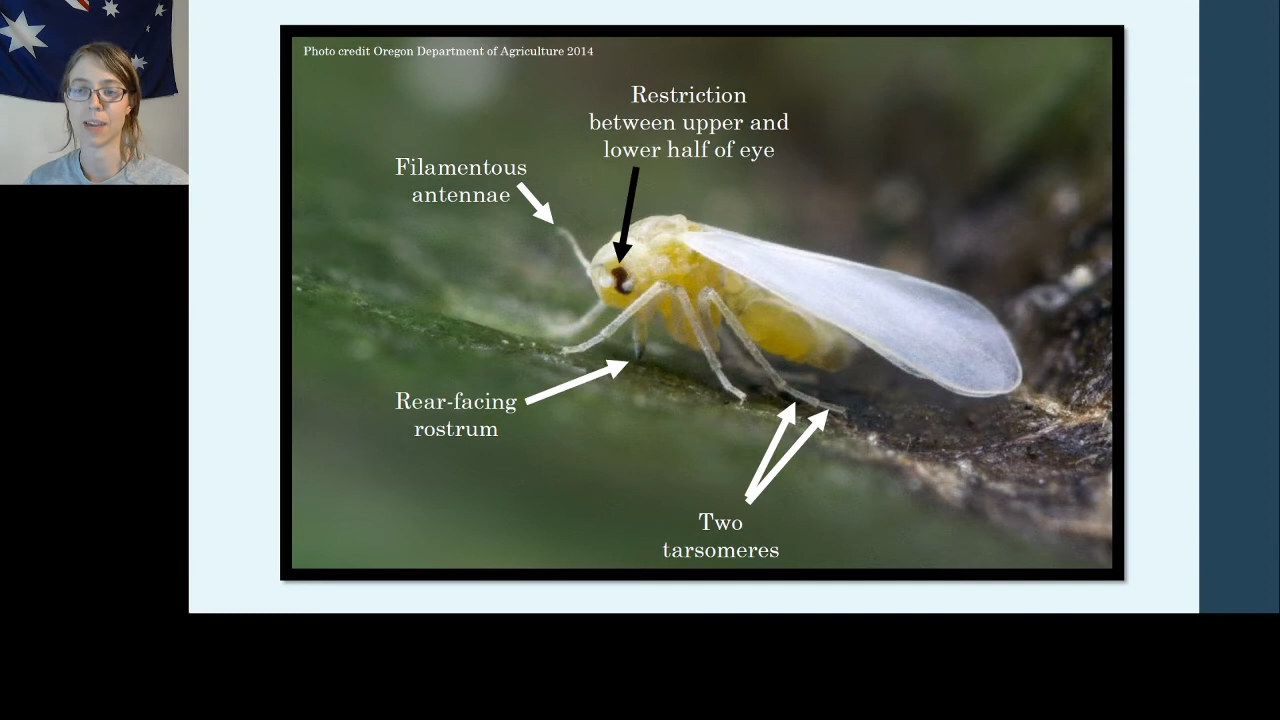 Photo credit Oregon Department of Agriculture 2014
Restriction
between upper and
lower half of eye
Filamentous
antennae
Rear-facing
rostrum
Two
tarsomeres